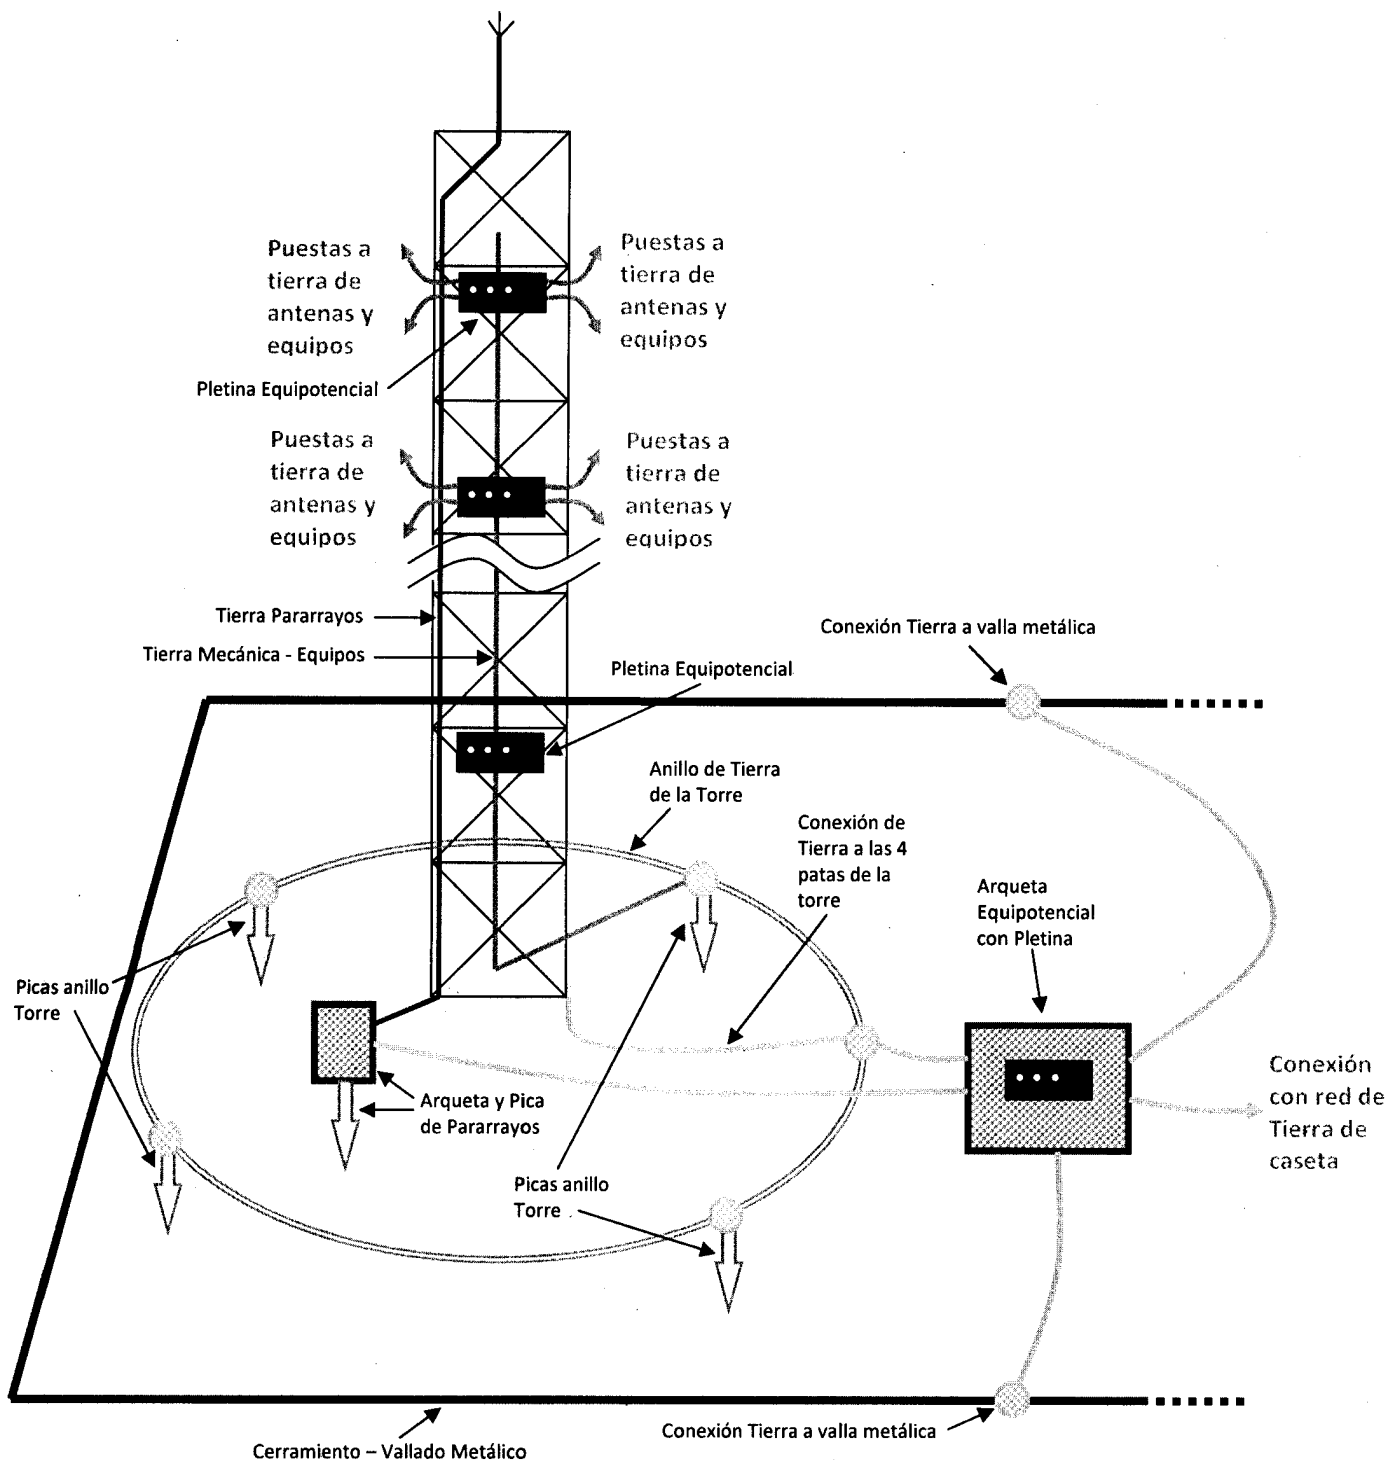 Puestas a
tierra de
antenas y
equipos
Puestas a
tierra de
antenas y
equipos
Pletina Equipotencial
Puestas a
tierra de
antenas y
equipos
Puestas a
tierra de
antenas y
equipos
Tierra Pararrayos
Tierra Mecánica - Equipos
Conexión Tierra a valla metálica
Pletina Equipotencial
Anillo de Tierra
de la Torre
Conexión de
Tierra a las 4
patas de la
torre
Arqueta
Equipotencial
con Pletina
Picas anillo
Torre
Arqueta y Pica
de Pararrayos
Conexión
con red de
Tierra de
caseta
Picas anillo
Torre
Conexión Tierra a valla metálica
Cerramiento – Vallado Metálico